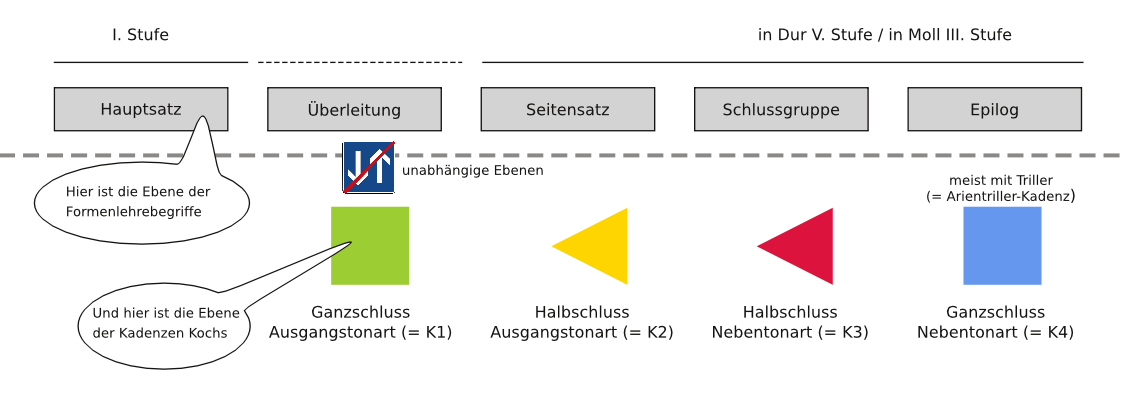 I. Stufe
in Dur V. Stufe / in Moll III. Stufe
Hauptsatz
Überleitung
Seitensatz
Schlussgruppe
Epilog
unabhängige Ebenen
Hier ist die Ebene der
Formenlehrebegriffe
meist mit Triller
(= Arientriller-Kadenz)
Und hier ist die Ebene
der Kadenzen Kochs
Ganzschluss
Ausgangstonart (= K1)
Halbschluss
Ausgangstonart (= K2)
Halbschluss
Nebentonart (= K3)
Ganzschluss
Nebentonart (= K4)